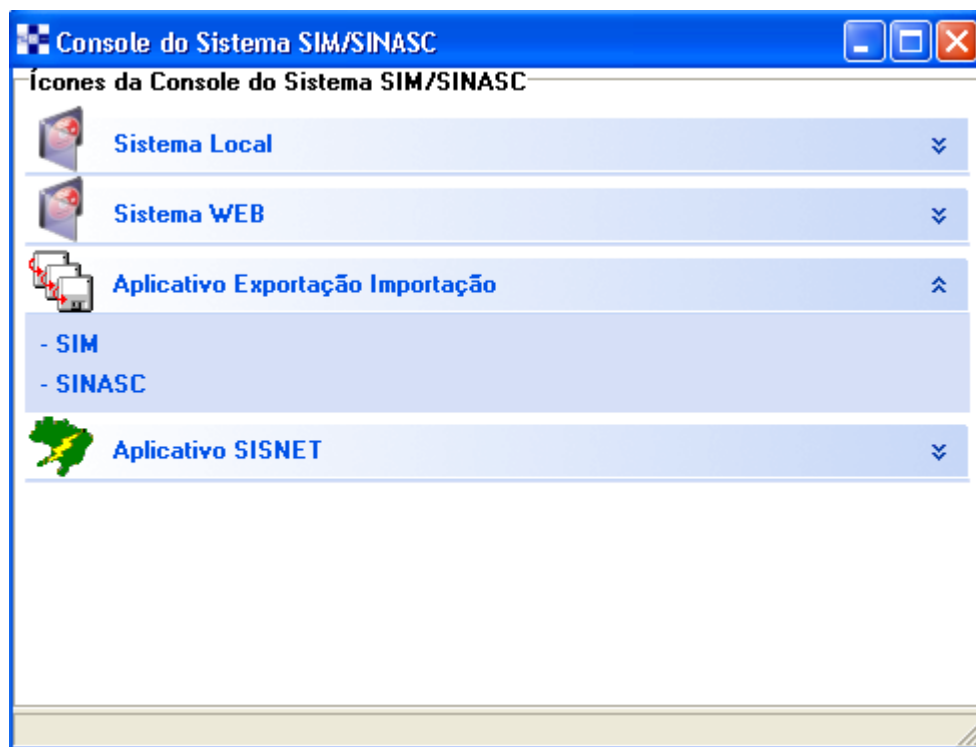 Console do Sistema SIM/SINASC
Ícones da Console do Sistema SIM/SINASC
Sistema Local
Sistema WEB
Aplicativo Exportação Importação
- SIM
- SINASC
Aplicativo SISNET